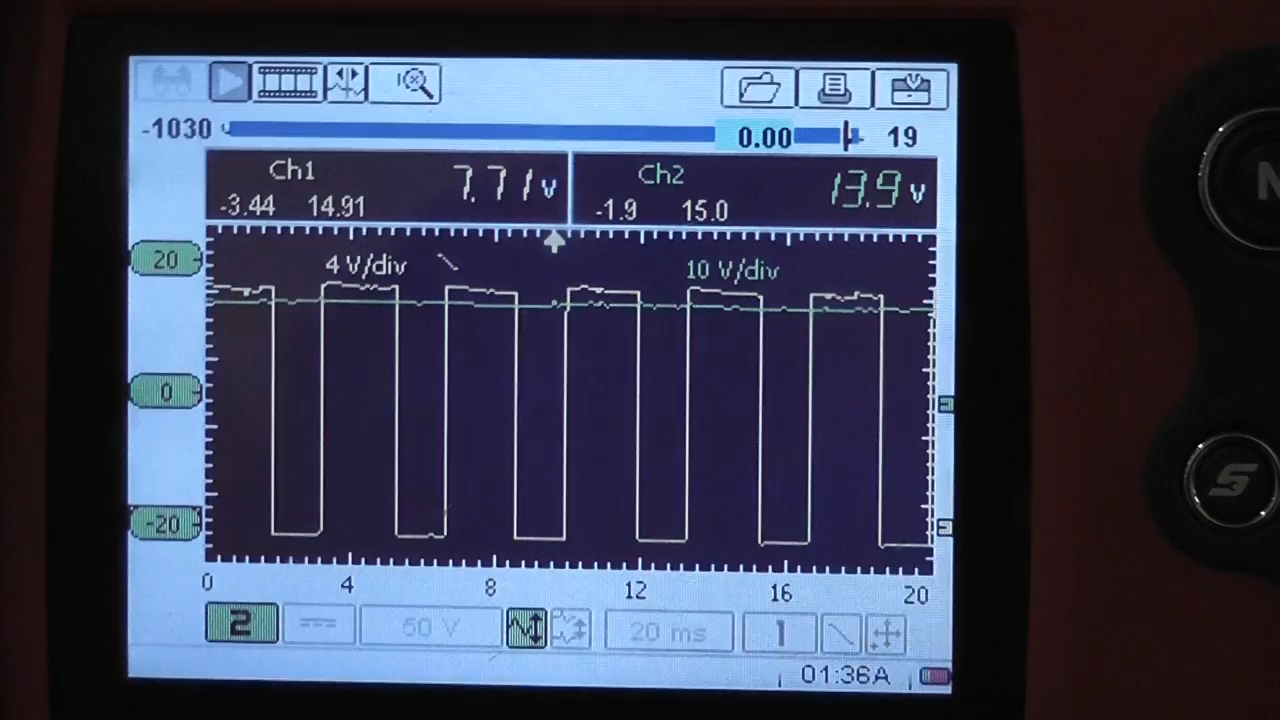 -1030 0.00 19
Ch1 7.71 V Ch2 13.9 V
-3.44 14.91 -1.9 15.0
20 4 V/div 10 V/div
0
-20
0 4 8 12 16 20
2 50 V 20 ms 1
01:36A
N
S